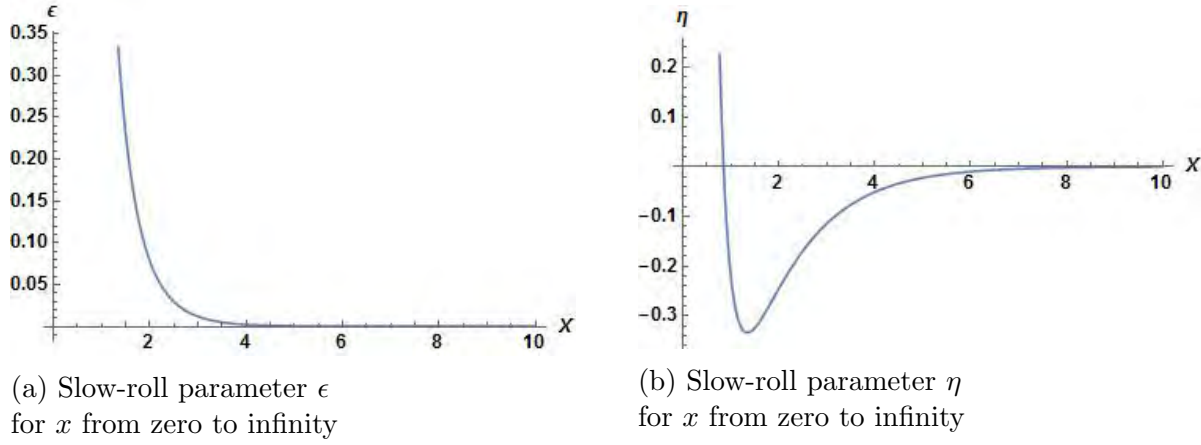 ϵ
0.35
0.30
0.25
0.20
0.15
0.10
0.05
2 4 6 8 10 X
η
0.2
0.1
2 4 6 8 10 X
−0.1
−0.2
−0.3
(a) Slow-roll parameter ϵ
for x from zero to infinity
(b) Slow-roll parameter η
for x from zero to infinity